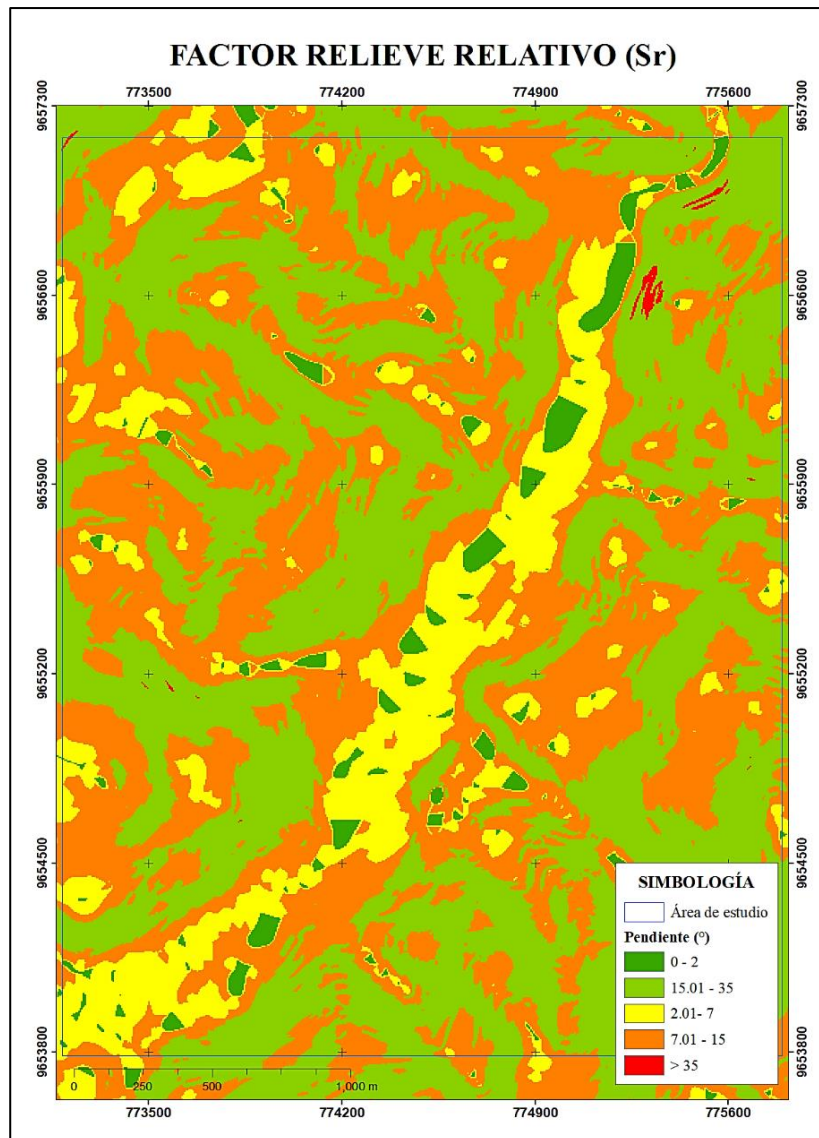 FACTOR RELIEVE RELATIVO (Sr)
773500 774200 774900 775600
9657300 9657300
9656600 9656600
9655900 9655900
9655200 9655200
9654500 9654500
9653800 9653800
SIMBOLOGÍA
Área de estudio
Pendiente (°)
0 - 2
15.01 - 35
2.01- 7
7.01 - 15
> 35
0 250 500 1,000 m
773500 774200 774900 775600